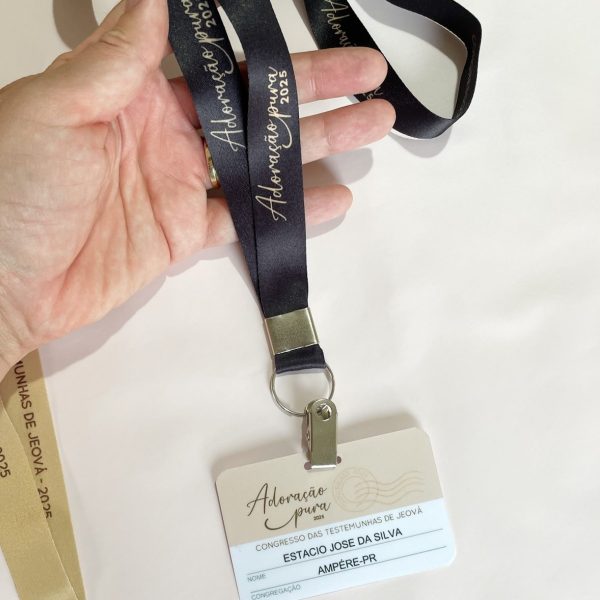 Adoração pura 2025
Adoração pura 2025
Adoração pura
MUNHAS DE JEOVÁ - 2025
2025
Adoração
pura
2025
CONGRESSO DAS TESTEMUNHAS DE JEOVÁ
ESTACIO JOSE DA SILVA
NOME
AMPÉRE-PR
CONGREGAÇÃO